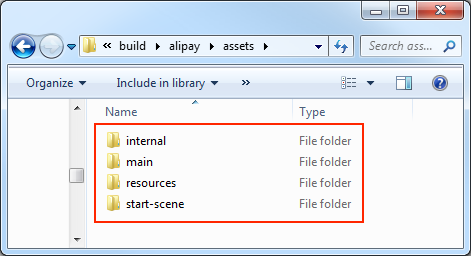 « build ▸ alipay ▸ assets ▸ Search ass...
Organize ▾ Include in library ▾ »
Name Type
internal File folder
main File folder
resources File folder
start-scene File folder